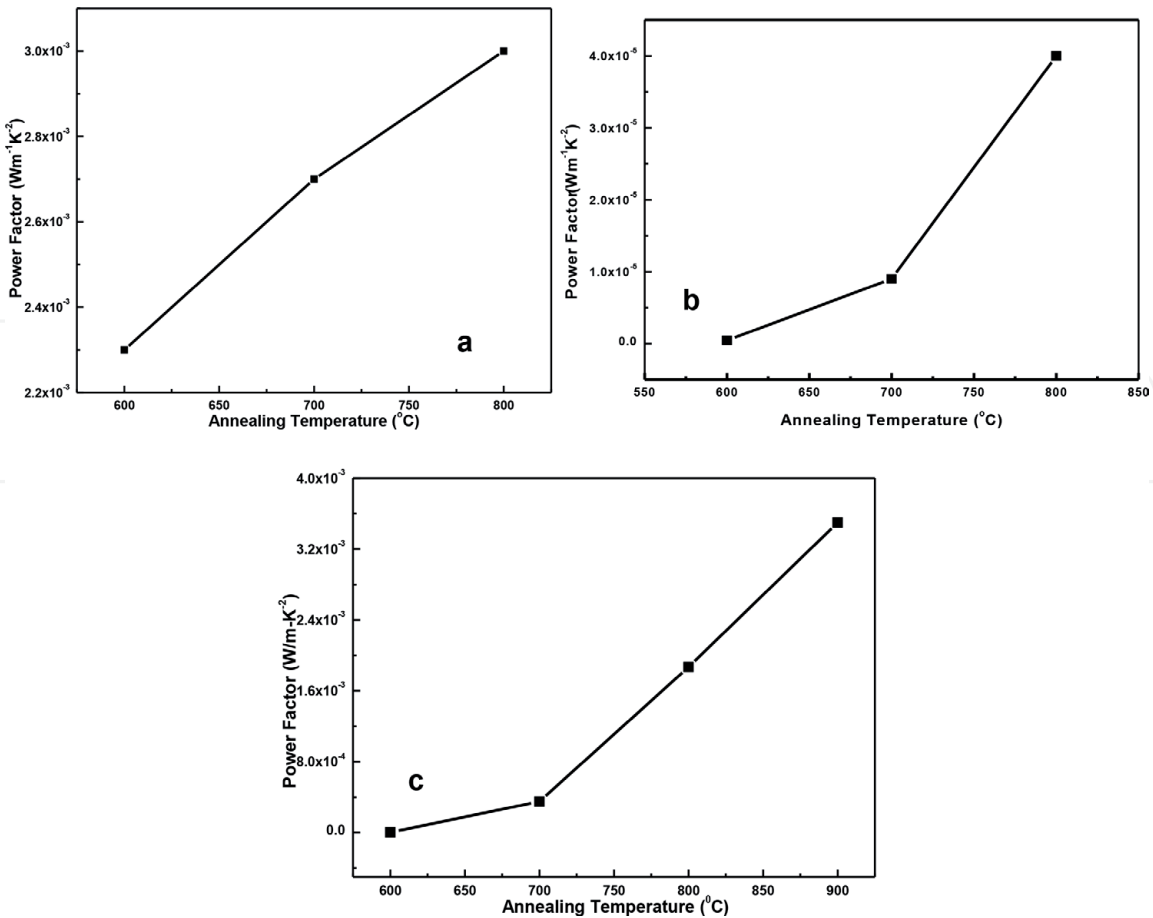 Power Factor (Wm⁻¹K⁻²)
3.0x10⁻³
2.8x10⁻³
2.6x10⁻³
2.4x10⁻³
2.2x10⁻³
a
600 650 700 750 800
Annealing Temperature (°C)
Power Factor(Wm⁻¹K⁻²)
4.0x10⁻⁵
3.0x10⁻⁵
2.0x10⁻⁵
1.0x10⁻⁵
0.0
b
550 600 650 700 750 800 850
Annealing Temperature (°C)
Power Factor (W/m-K⁻²)
4.0x10⁻³
3.2x10⁻³
2.4x10⁻³
1.6x10⁻³
8.0x10⁻⁴
0.0
c
600 650 700 750 800 850 900
Annealing Temperature (⁰C)